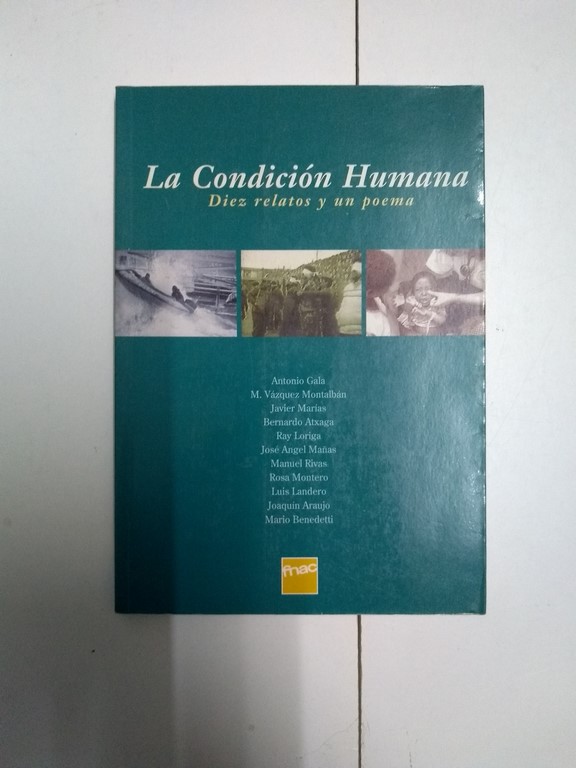 La Condición Humana
Diez relatos y un poema
Antonio Gala
M. Vázquez Montalbán
Javier Marías
Bernardo Atxaga
Ray Loriga
José Angel Mañas
Manuel Rivas
Rosa Montero
Luis Landero
Joaquín Araujo
Mario Benedetti
fnac